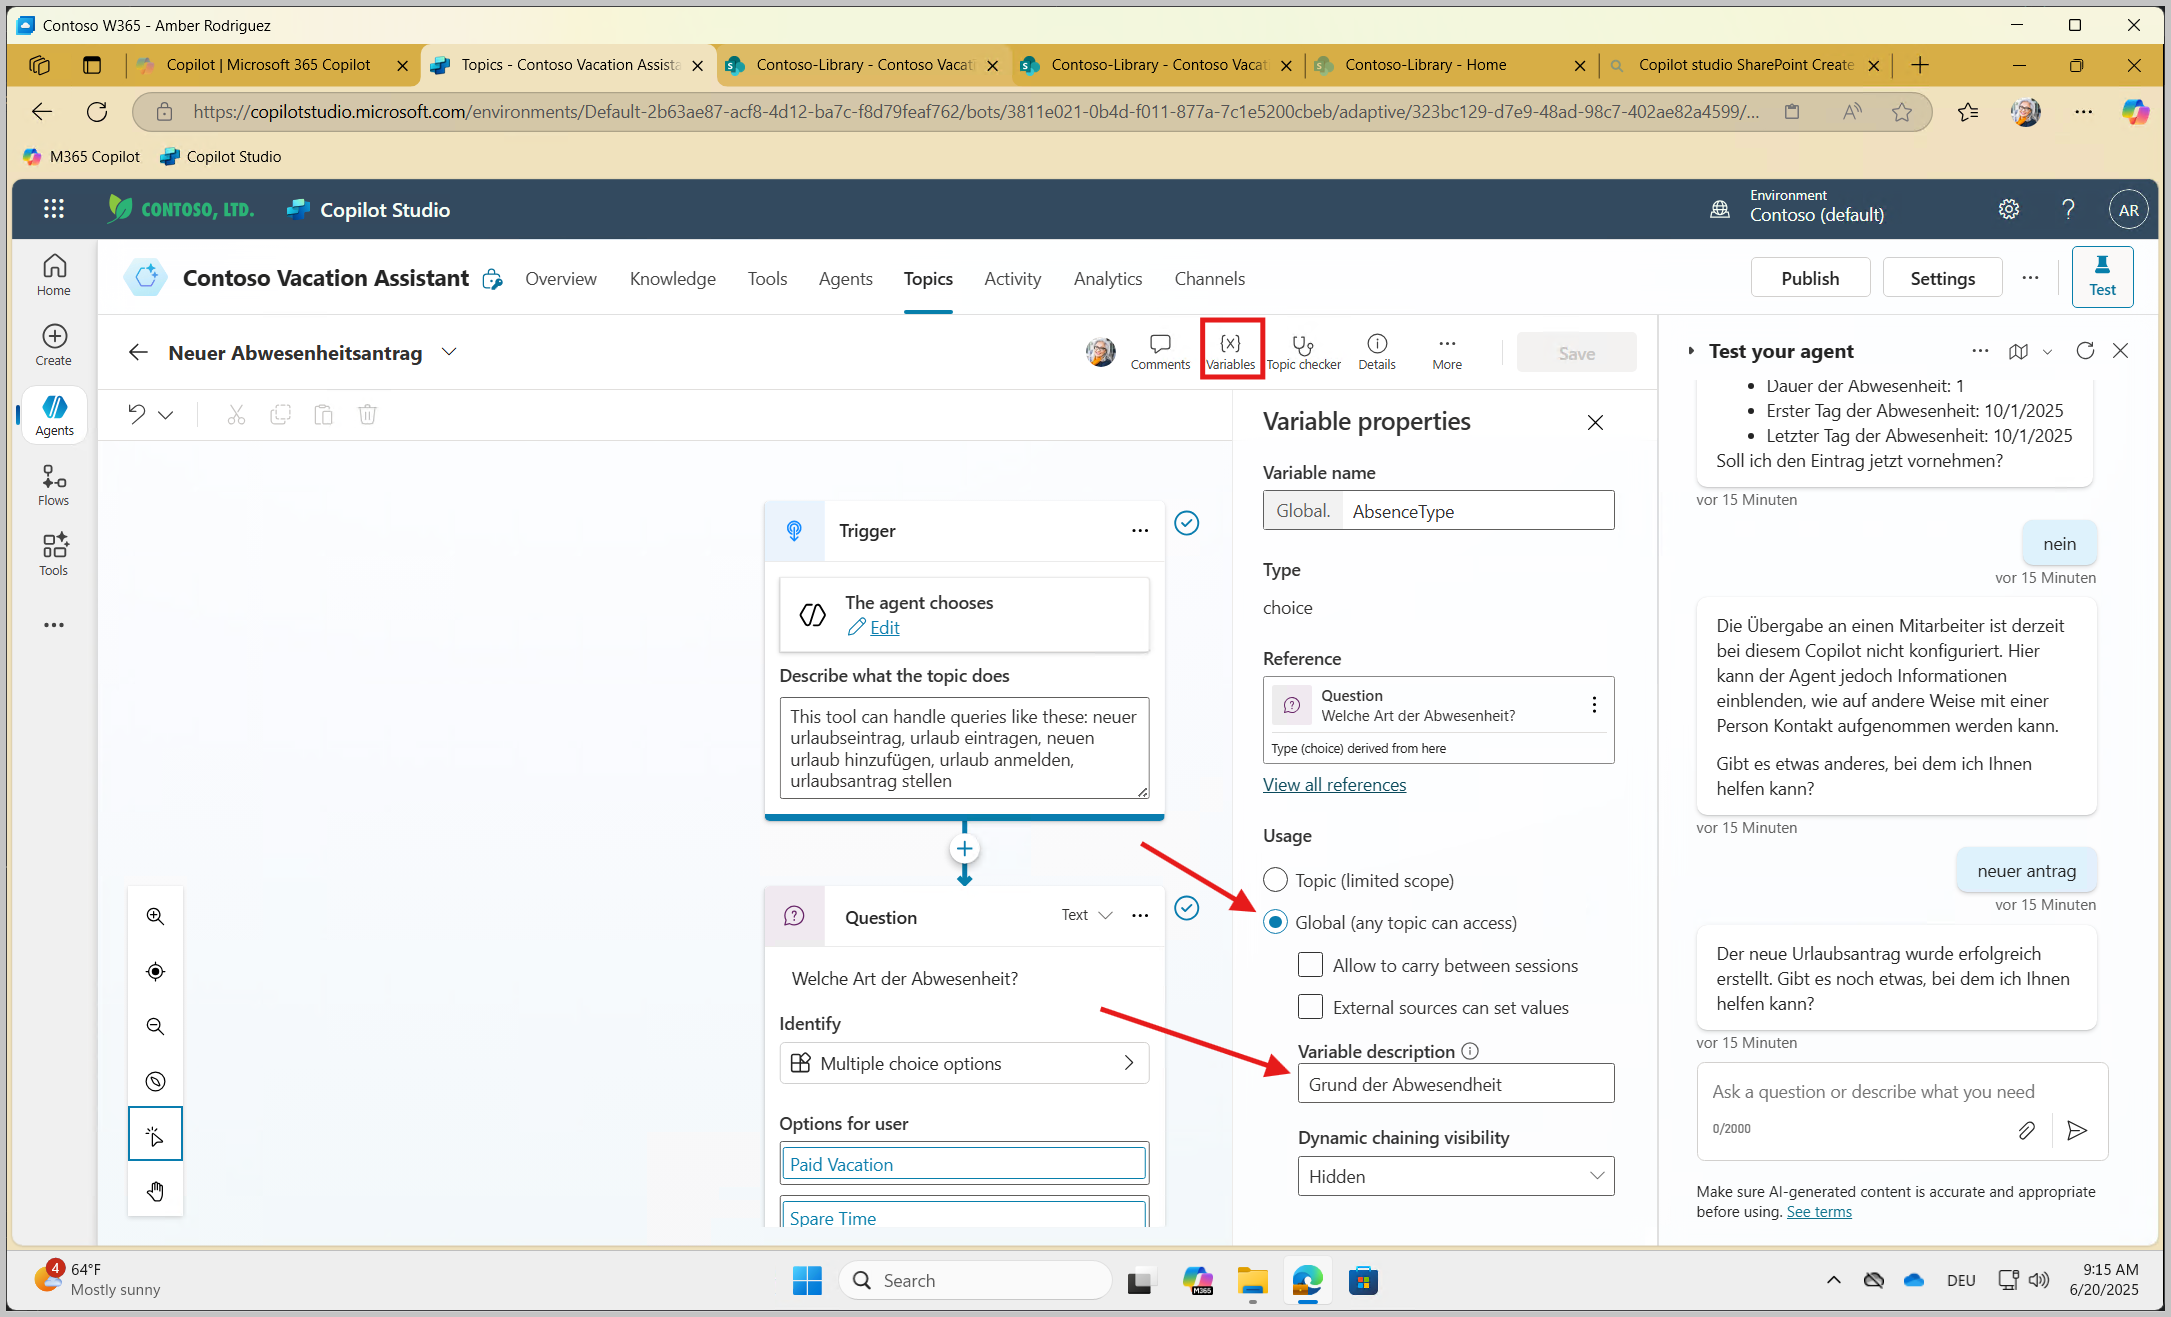 Contoso W365 - Amber Rodriguez
Copilot | Microsoft 365 Copilot
Topics - Contoso Vacation Assista
Contoso-Library - Contoso Vacati
Contoso-Library - Contoso Vacat
Contoso-Library - Home
Copilot studio SharePoint Create
https://copilotstudio.microsoft.com/environments/Default-2b63ae87-acf8-4d12-ba7c-f8d79feaf762/bots/3811e021-0b4d-f011-877a-7c1e5200cbeb/adaptive/323bc129-d7e9-48ad-98c7-402ae82a4599/...
M365 Copilot
Copilot Studio
CONTOSO, LTD.
Copilot Studio
Environment
Contoso (default)
AR
Home
Create
Agents
Flows
Tools
Contoso Vacation Assistant
Overview
Knowledge
Tools
Agents
Topics
Activity
Analytics
Channels
Publish
Settings
Test
Neuer Abwesenheitsantrag
Comments
Variables
Topic checker
Details
More
Save
Trigger
The agent chooses
Edit
Describe what the topic does
This tool can handle queries like these: neuer
urlaubseintrag, urlaub eintragen, neuen
urlaub hinzufügen, urlaub anmelden,
urlaubsantrag stellen
Question
Text
Welche Art der Abwesenheit?
Identify
Multiple choice options
Options for user
Paid Vacation
Spare Time
Variable properties
Variable name
Global.
AbsenceType
Type
choice
Reference
Question
Welche Art der Abwesenheit?
Type (choice) derived from here
View all references
Usage
Topic (limited scope)
Global (any topic can access)
Allow to carry between sessions
External sources can set values
Variable description
Grund der Abwesendheit
Dynamic chaining visibility
Hidden
Test your agent
Dauer der Abwesenheit: 1
Erster Tag der Abwesenheit: 10/1/2025
Letzter Tag der Abwesenheit: 10/1/2025
Soll ich den Eintrag jetzt vornehmen?
vor 15 Minuten
nein
vor 15 Minuten
Die Übergabe an einen Mitarbeiter ist derzeit
bei diesem Copilot nicht konfiguriert. Hier
kann der Agent jedoch Informationen
einblenden, wie auf andere Weise mit einer
Person Kontakt aufgenommen werden kann.
Gibt es etwas anderes, bei dem ich Ihnen
helfen kann?
vor 15 Minuten
neuer antrag
vor 15 Minuten
Der neue Urlaubsantrag wurde erfolgreich
erstellt. Gibt es noch etwas, bei dem ich Ihnen
helfen kann?
vor 15 Minuten
Ask a question or describe what you need
0/2000
Make sure AI-generated content is accurate and appropriate
before using. See terms
4
64°F
Mostly sunny
Search
M365
DEU
9:15 AM
6/20/2025